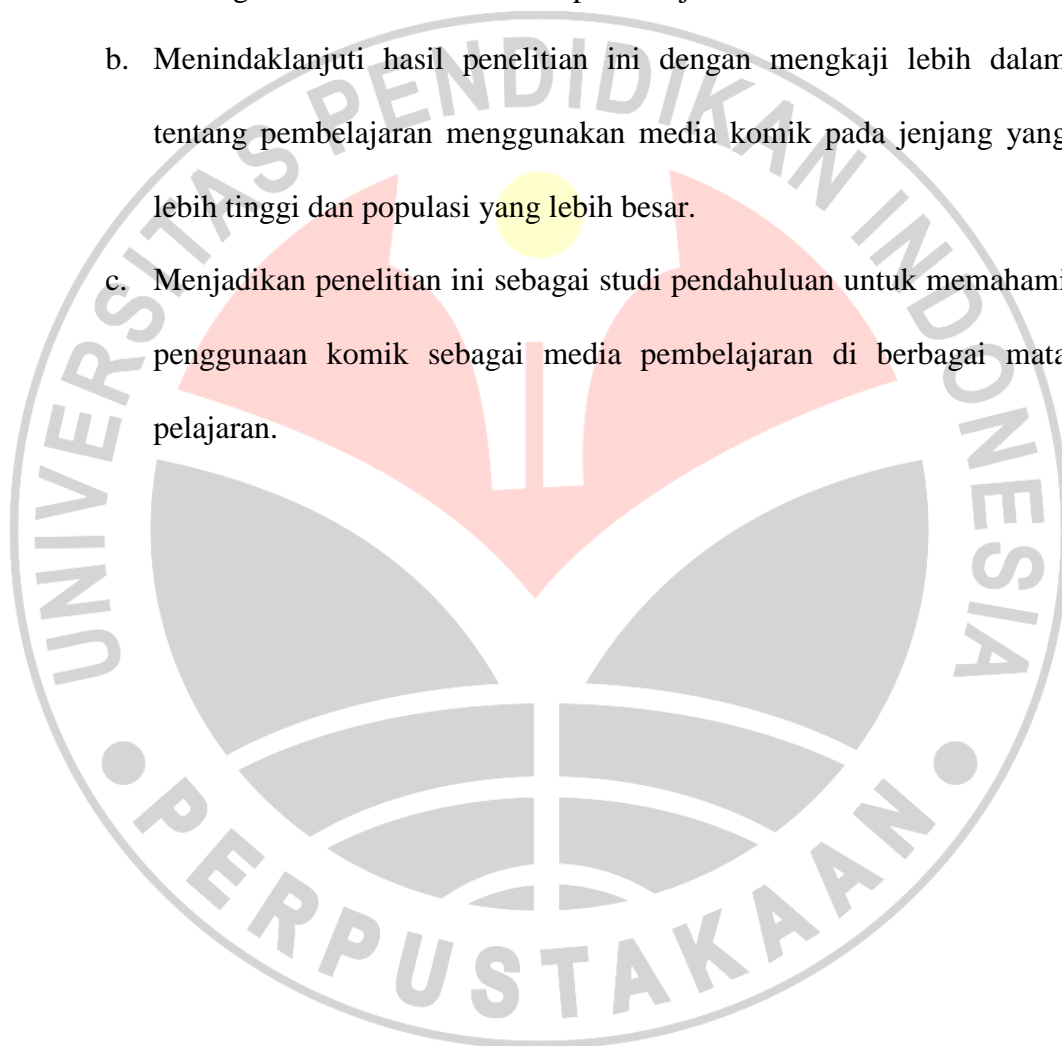 b. Menindaklanjuti hasil penelitian ini dengan mengkaji lebih dalam
tentang pembelajaran menggunakan media komik pada jenjang yang
lebih tinggi dan populasi yang lebih besar.
c. Menjadikan penelitian ini sebagai studi pendahuluan untuk memahami
penggunaan komik sebagai media pembelajaran di berbagai mata
pelajaran.
UNIVERSITAS PENDIDIKAN INDONESIA
PERPUSTAKAAN